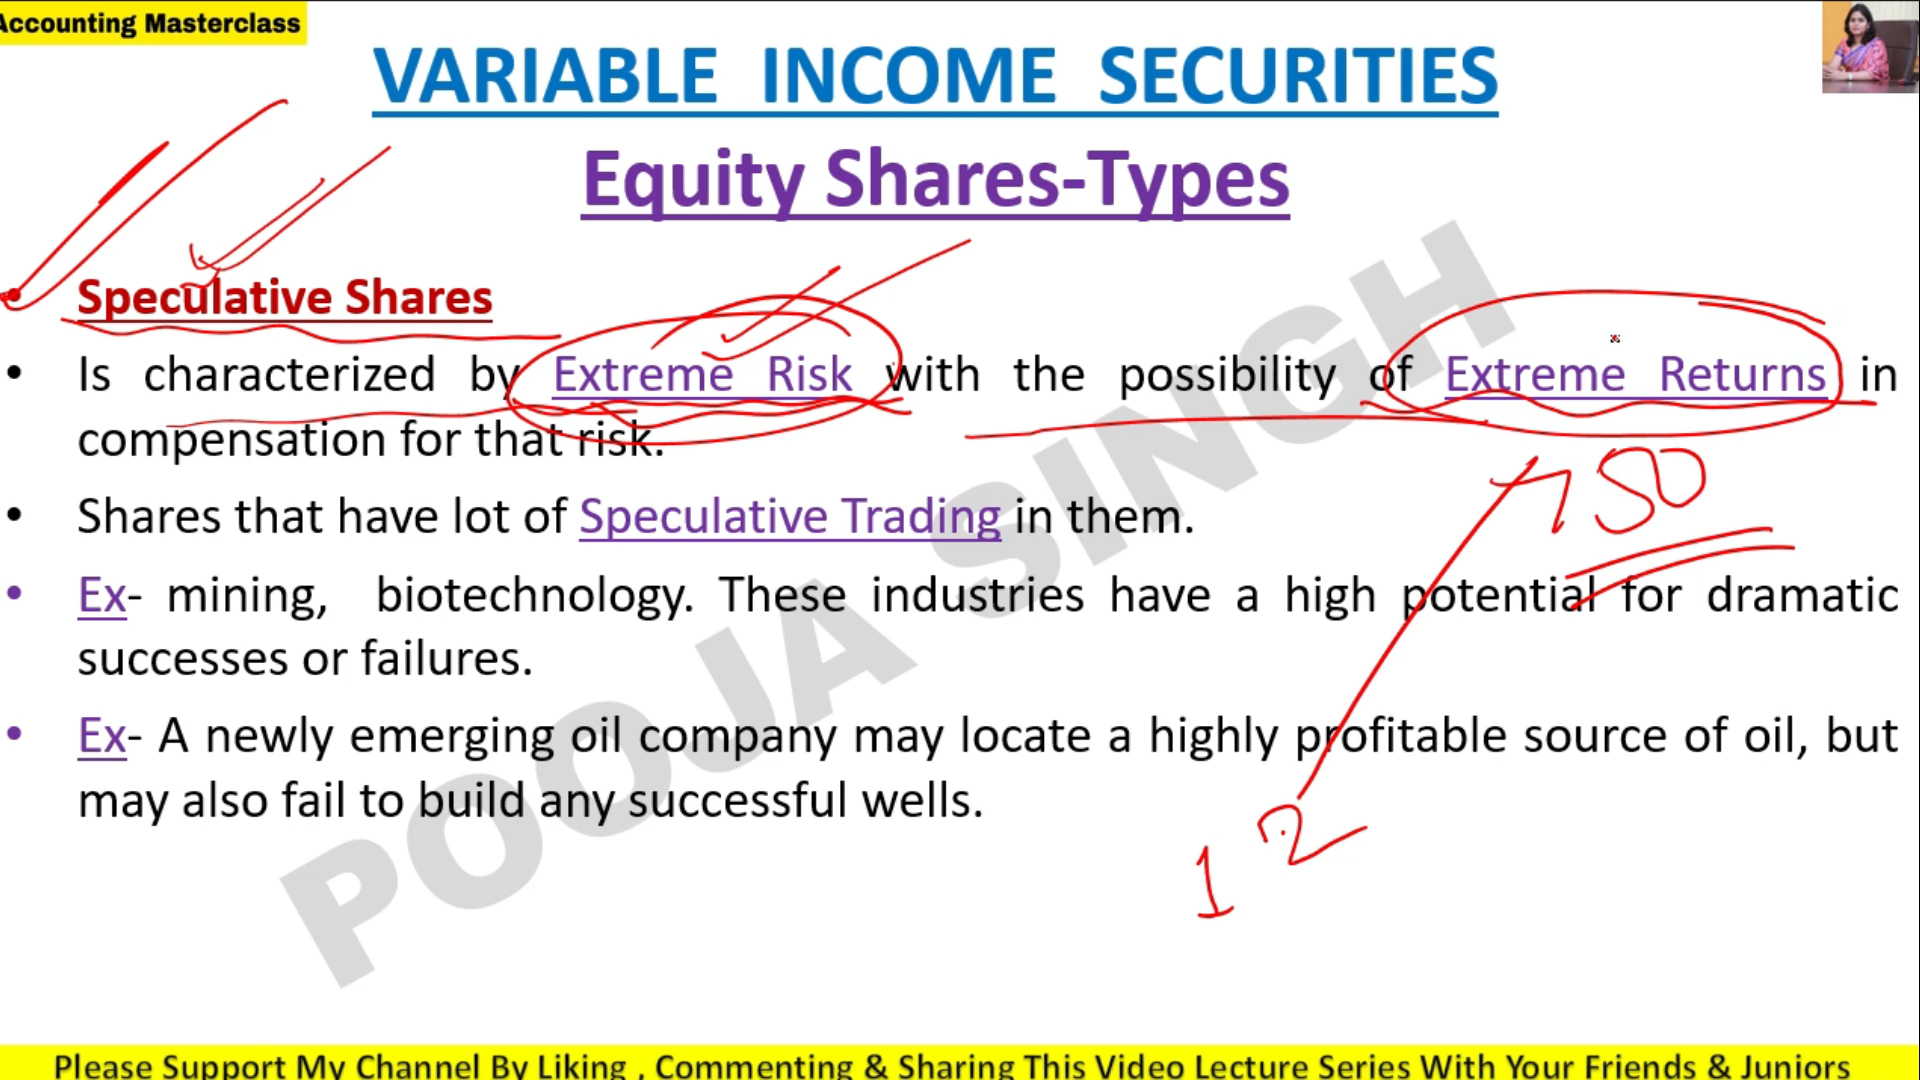 Accounting Masterclass
VARIABLE INCOME SECURITIES
Equity Shares-Types
• Speculative Shares
• Is characterized by Extreme Risk with the possibility of Extreme Returns in
compensation for that risk.
750
• Shares that have lot of Speculative Trading in them.
• Ex- mining, biotechnology. These industries have a high potential for dramatic
successes or failures.
• Ex- A newly emerging oil company may locate a highly profitable source of oil, but
may also fail to build any successful wells.
12
POOJA SINGH
Please Support My Channel By Liking , Commenting & Sharing This Video Lecture Series With Your Friends & Juniors